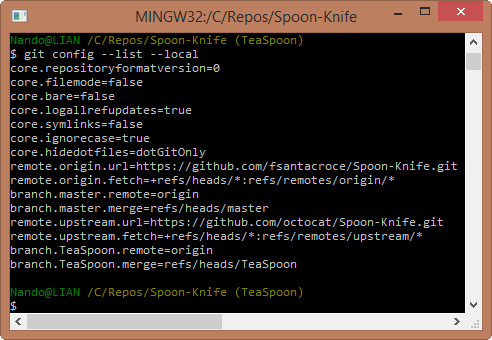 MINGW32:/C/Repos/Spoon-Knife
Nando@LIAN /C/Repos/Spoon-Knife (TeaSpoon)
$ git config --list --local
core.repositoryformatversion=0
core.filemode=false
core.bare=false
core.logallrefupdates=true
core.symlinks=false
core.ignorecase=true
core.hidedotfiles=dotGitOnly
remote.origin.url=https://github.com/fsantacroce/Spoon-Knife.git
remote.origin.fetch=+refs/heads/*:refs/remotes/origin/*
branch.master.remote=origin
branch.master.merge=refs/heads/master
remote.upstream.url=https://github.com/octocat/Spoon-Knife.git
remote.upstream.fetch=+refs/heads/*:refs/remotes/upstream/*
branch.TeaSpoon.remote=origin
branch.TeaSpoon.merge=refs/heads/TeaSpoon
Nando@LIAN /C/Repos/Spoon-Knife (TeaSpoon)
$